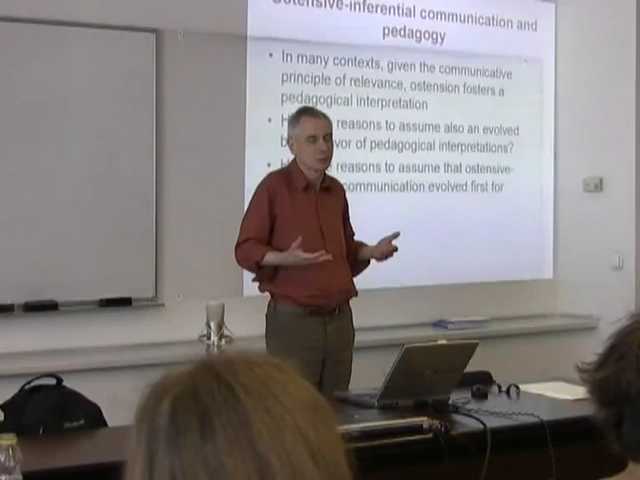 Ostensive-inferential communication and
pedagogy
• In many contexts, given the communicative
principle of relevance, ostension fosters a
pedagogical interpretation
• reasons to assume also an evolved
of pedagogical interpretations?
• reasons to assume that ostensive-
communication evolved first for